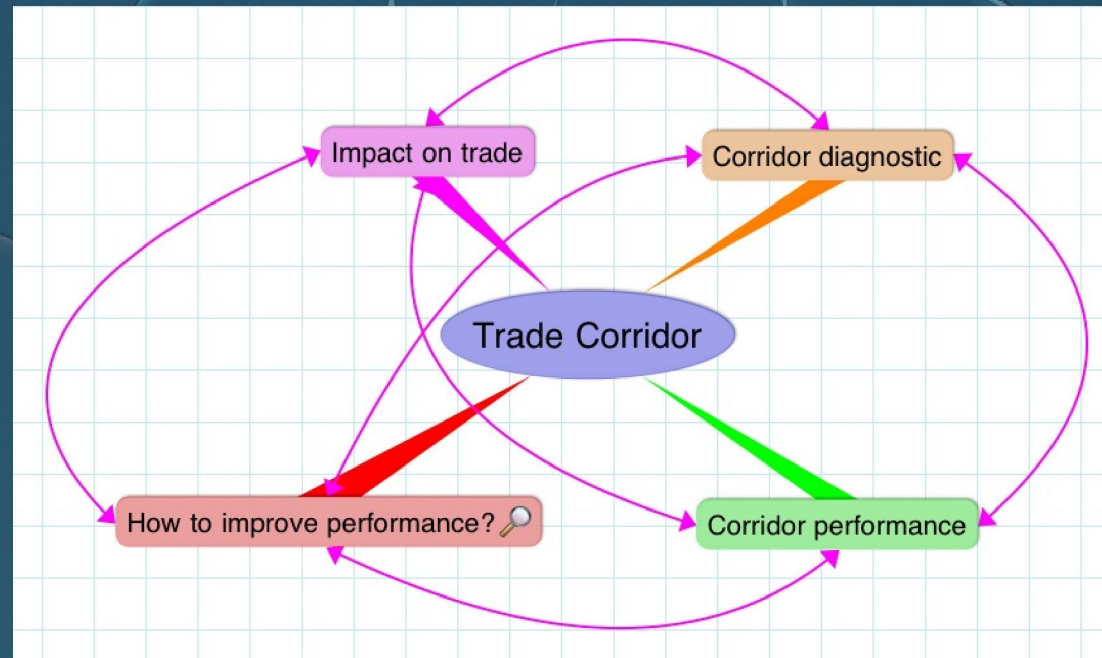 Impact on trade
Corridor diagnostic
Trade Corridor
How to improve performance?
Corridor performance